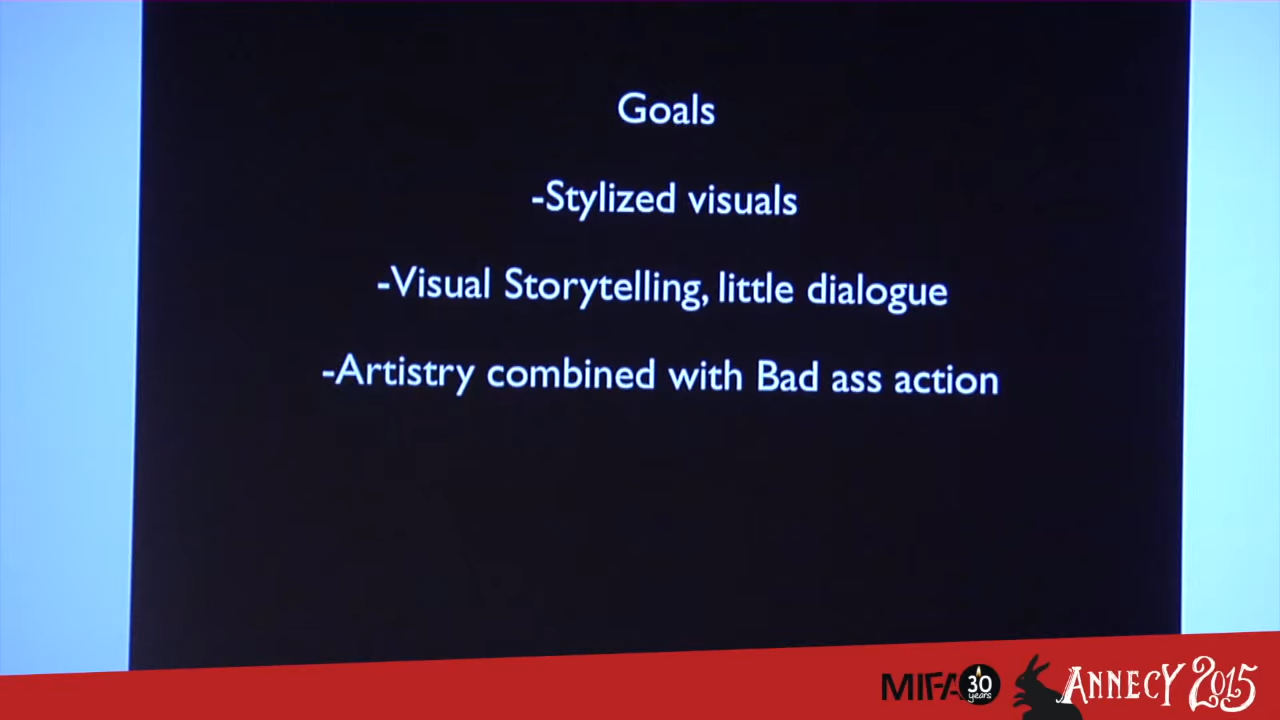 Goals
-Stylized visuals
-Visual Storytelling, little dialogue
-Artistry combined with Bad ass action
MIFA 30 years
ANNECY 2015